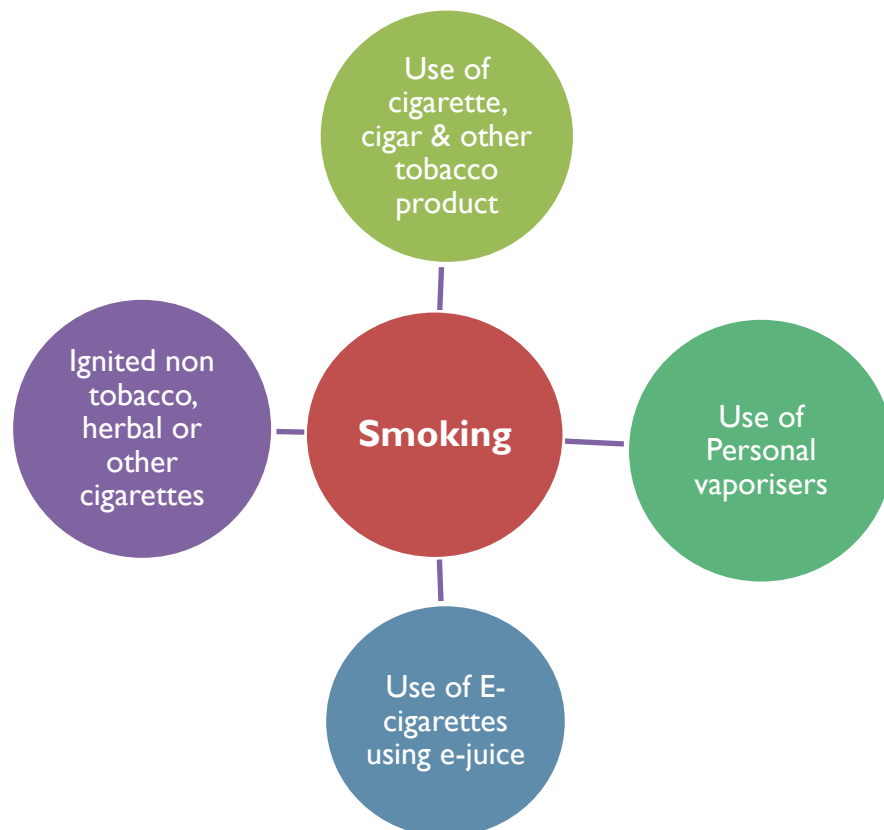 Use of
cigarette,
cigar & other
tobacco
product
Ignited non
tobacco,
herbal or
other
cigarettes
Smoking
Use of
Personal
vaporisers
Use of E-
cigarettes
using e-juice